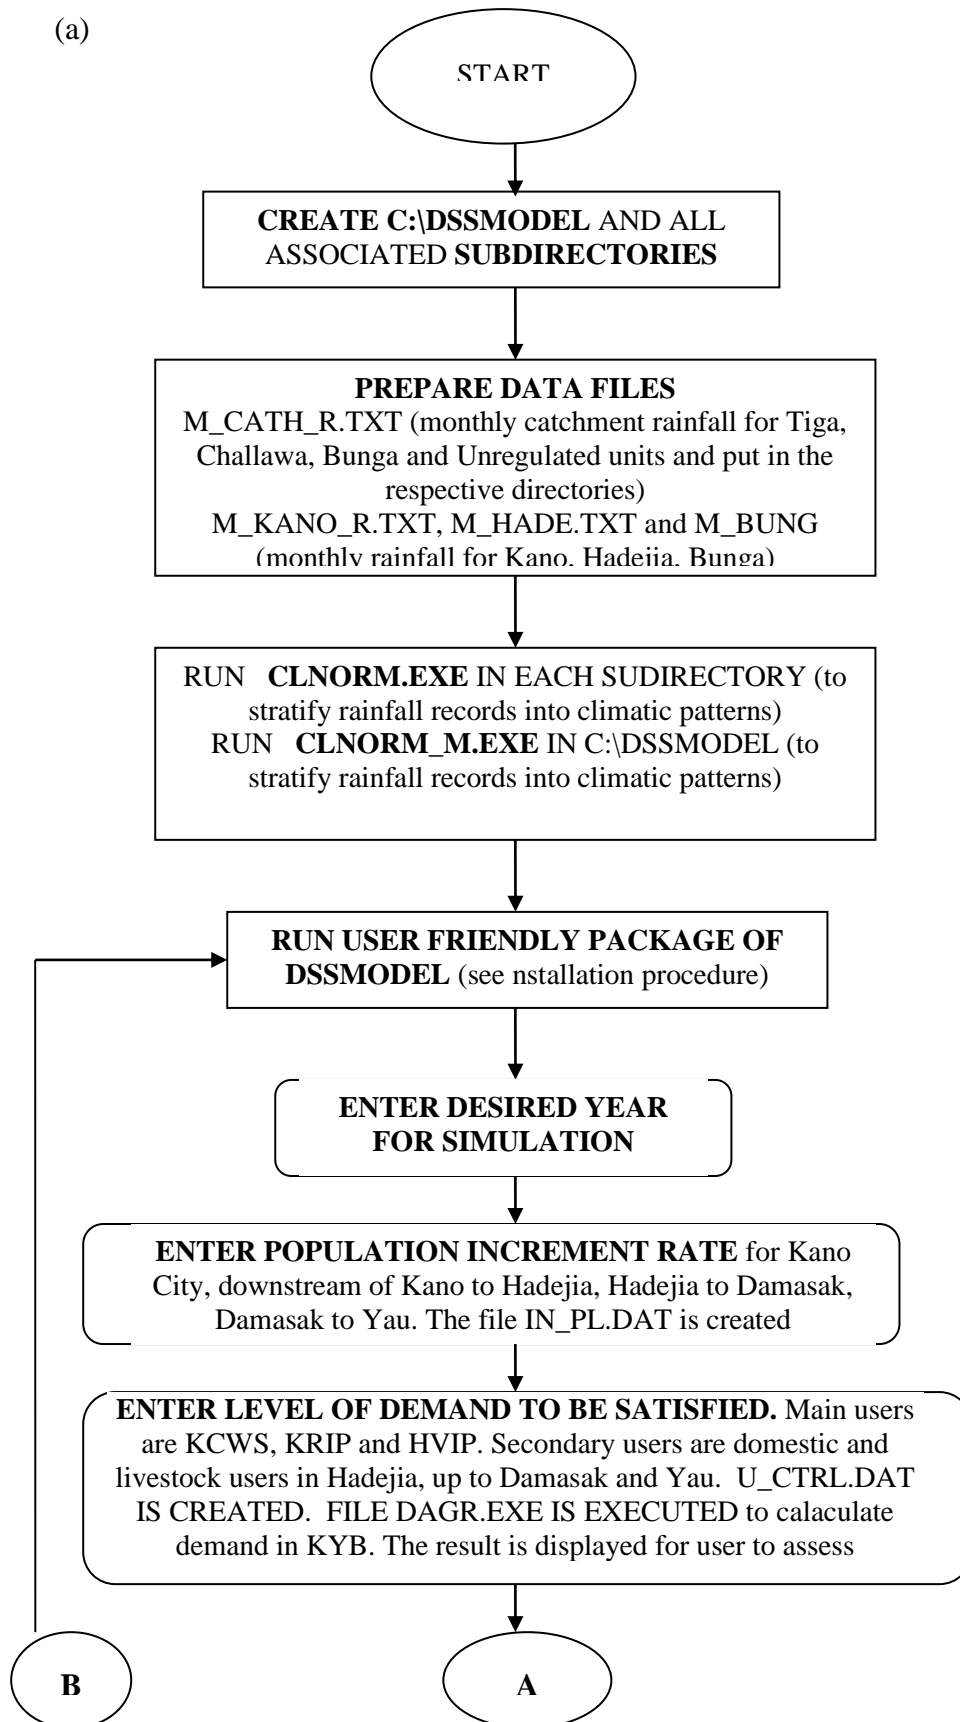 (a)
START
CREATE C:\DSSMODEL AND ALL
ASSOCIATED SUBDIRECTORIES
PREPARE DATA FILES
M_CATH_R.TXT (monthly catchment rainfall for Tiga,
Challawa, Bunga and Unregulated units and put in the
respective directories)
M_KANO_R.TXT, M_HADE.TXT and M_BUNG
(monthly rainfall for Kano, Hadejia, Bunga)
RUN CLNORM.EXE IN EACH SUDIRECTORY (to
stratify rainfall records into climatic patterns)
RUN CLNORM_M.EXE IN C:\DSSMODEL (to
stratify rainfall records into climatic patterns)
RUN USER FRIENDLY PACKAGE OF
DSSMODEL (see nstallation procedure)
ENTER DESIRED YEAR
FOR SIMULATION
ENTER POPULATION INCREMENT RATE for Kano
City, downstream of Kano to Hadejia, Hadejia to Damasak,
Damasak to Yau. The file IN_PL.DAT is created
ENTER LEVEL OF DEMAND TO BE SATISFIED. Main users
are KCWS, KRIP and HVIP. Secondary users are domestic and
livestock users in Hadejia, up to Damasak and Yau. U_CTRL.DAT
IS CREATED. FILE DAGR.EXE IS EXECUTED to calaculate
demand in KYB. The result is displayed for user to assess
B
A